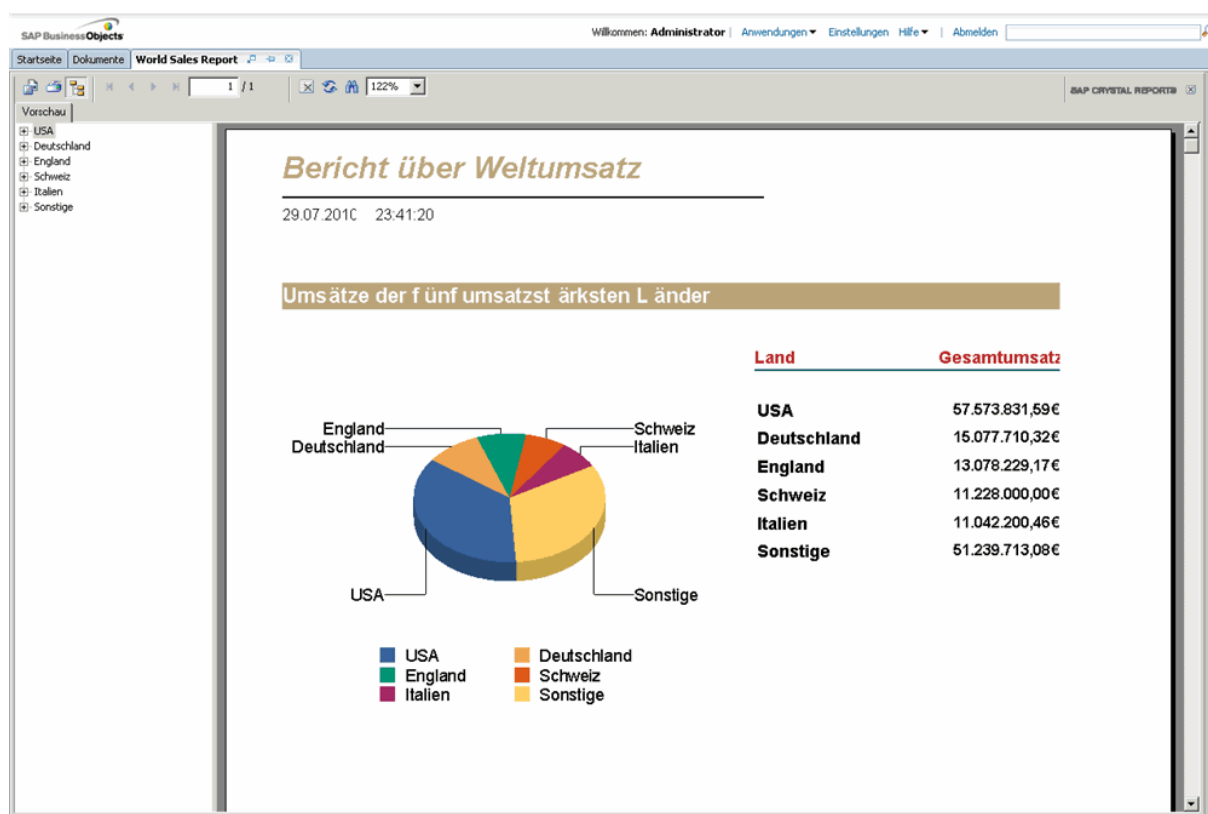 SAP BusinessObjects
Willkommen: Administrator | Anwendungen Einstellungen Hilfe | Abmelden
Startseite Dokumente World Sales Report
1 / 1 122% SAP CRYSTAL REPORTS
Vorschau
USA
Deutschland
England
Schweiz
Italien
Sonstige
Bericht über Weltumsatz
29.07.2010 23:41:20
Umsätze der f ünf umsatzst ärksten L änder
Land Gesamtumsatz
USA 57.573.831,59€
Deutschland 15.077.710,32€
England 13.078.229,17€
Schweiz 11.228.000,00€
Italien 11.042.200,46€
Sonstige 51.239.713,08€
England Schweiz
Deutschland Italien
USA Sonstige
USA Deutschland
England Schweiz
Italien Sonstige